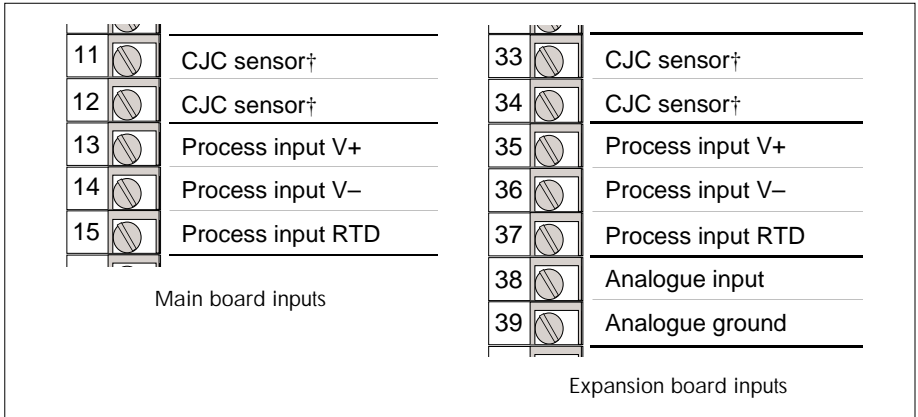 11 CJC sensor†
12 CJC sensor†
13 Process input V+
14 Process input V–
15 Process input RTD
Main board inputs
33 CJC sensor†
34 CJC sensor†
35 Process input V+
36 Process input V–
37 Process input RTD
38 Analogue input
39 Analogue ground
Expansion board inputs